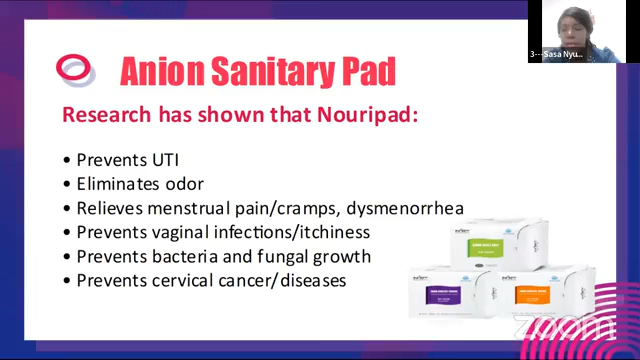 3---Sasa Nyu...
Anion Sanitary Pad
Research has shown that Nouripad:
• Prevents UTI
• Eliminates odor
• Relieves menstrual pain/cramps, dysmenorrhea
• Prevents vaginal infections/itchiness
• Prevents bacteria and fungal growth
• Prevents cervical cancer/diseases
zoom